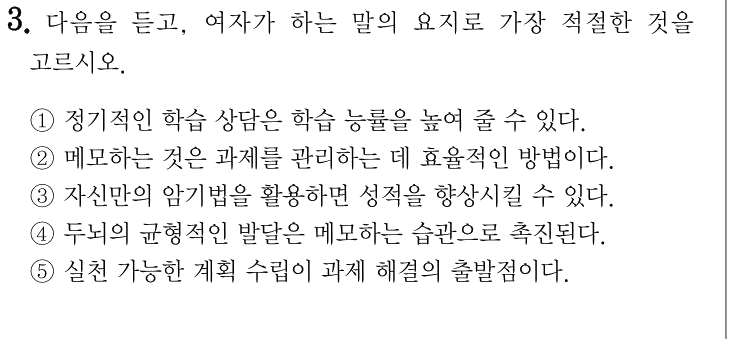 3. 다음을 듣고, 여자가 하는 말의 요지로 가장 적절한 것을
고르시오.
① 정기적인 학습 상담은 학습 능률을 높여 줄 수 있다.
② 메모하는 것은 과제를 관리하는 데 효율적인 방법이다.
③ 자신만의 암기법을 활용하면 성적을 향상시킬 수 있다.
④ 두뇌의 균형적인 발달은 메모하는 습관으로 촉진된다.
⑤ 실천 가능한 계획 수립이 과제 해결의 출발점이다.